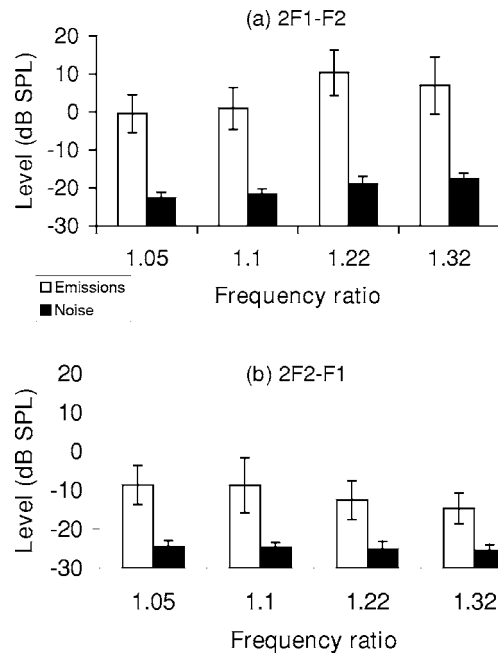 (a) 2F1-F2
20
10
0
-10
-20
-30
Level (dB SPL)
1.05 1.1 1.22 1.32
Emissions
Noise
Frequency ratio
(b) 2F2-F1
20
10
0
-10
-20
-30
Level (dB SPL)
1.05 1.1 1.22 1.32
Frequency ratio